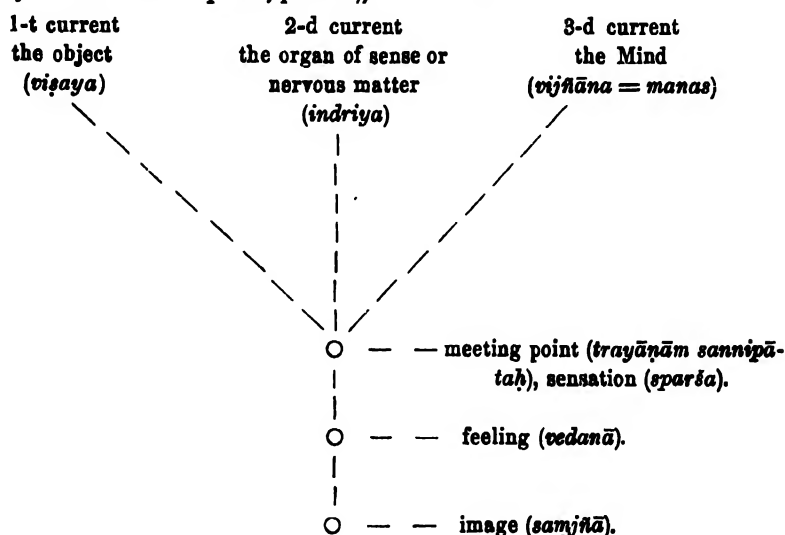 1-t current 2-d current 3-d current
the object the organ of sense or the Mind
(viṣaya) nervous matter (vijñāna = manas)
(indriya)
meeting point (trayāṇām sannipā-
taḥ), sensation (sparśa).
feeling (vedanā).
image (saṃjñā).